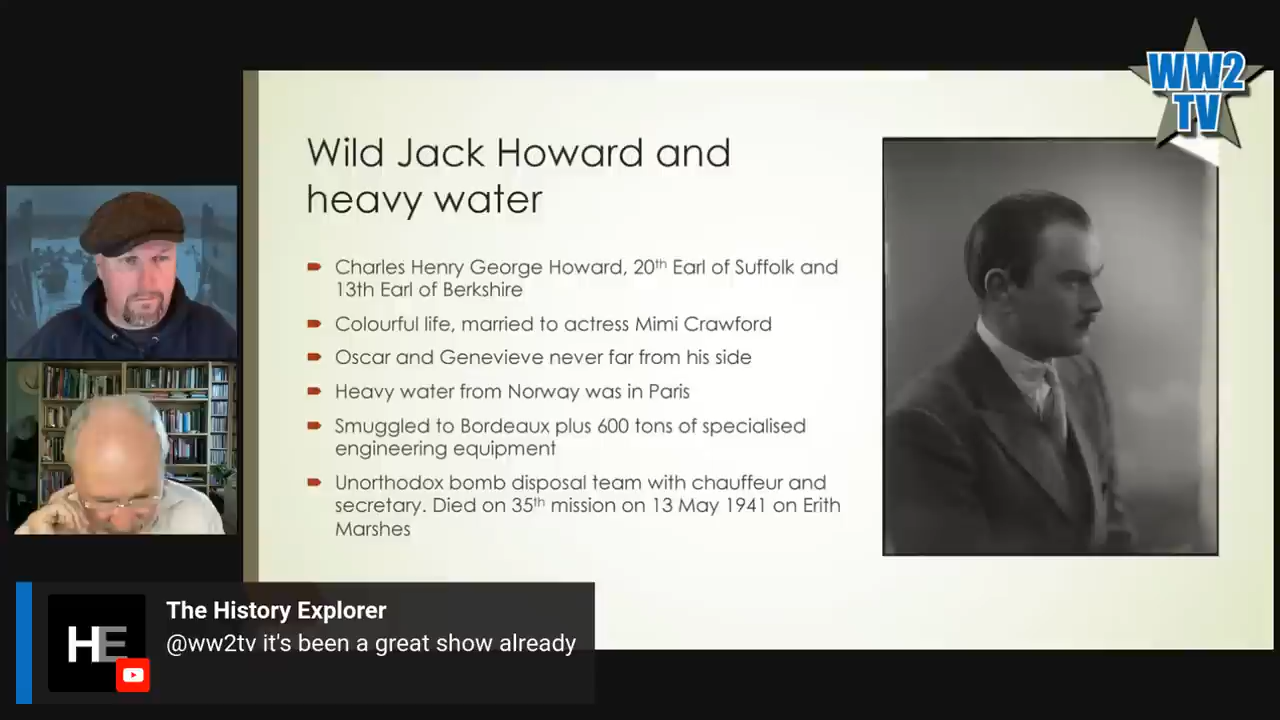 WW2
TV
Wild Jack Howard and
heavy water
Charles Henry George Howard, 20th Earl of Suffolk and
13th Earl of Berkshire
Colourful life, married to actress Mimi Crawford
Oscar and Genevieve never far from his side
Heavy water from Norway was in Paris
Smuggled to Bordeaux plus 600 tons of specialised
engineering equipment
Unorthodox bomb disposal team with chauffeur and
secretary. Died on 35th mission on 13 May 1941 on Erith
Marshes
HE
The History Explorer
@ww2tv it's been a great show already